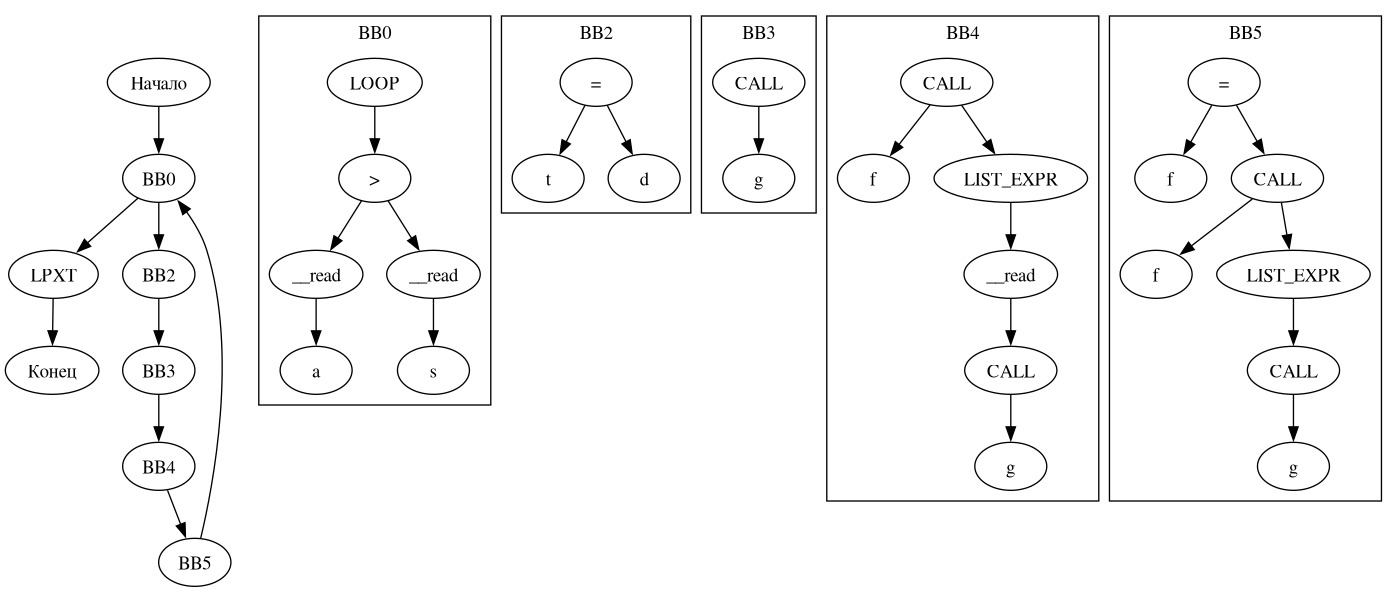 Начало
BB0
LPXT
BB2
Конец
BB3
BB4
BB5
BB0
LOOP
>
__read
__read
a
s
BB2
=
t
d
BB3
CALL
g
BB4
CALL
f
LIST_EXPR
__read
CALL
g
BB5
=
f
CALL
f
LIST_EXPR
CALL
g